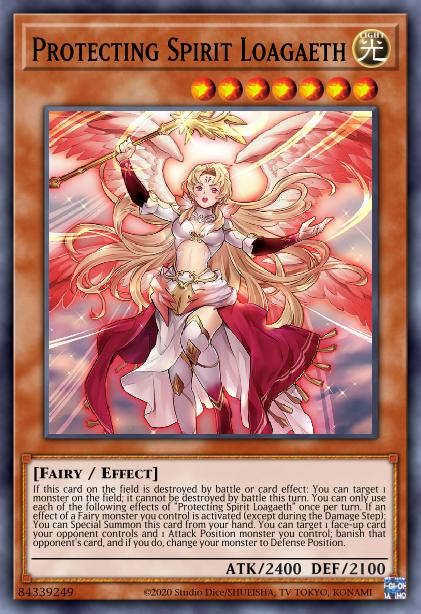 PROTECTING SPIRIT LOAGAETH
LIGHT
光
[FAIRY / EFFECT]
If this card on the field is destroyed by battle or card effect: You can target 1
monster on the field; it cannot be destroyed by battle this turn. You can only use
each of the following effects of "Protecting Spirit Loagaeth" once per turn. If an
effect of a Fairy monster you control is activated (except during the Damage Step):
You can Special Summon this card from your hand. You can target 1 face-up card
your opponent controls and 1 Attack Position monster you control; banish that
opponent's card, and if you do, change your monster to Defense Position.
ATK/2400 DEF/2100
84339249
©2020 Studio Dice/SHUEISHA, TV TOKYO, KONAMI